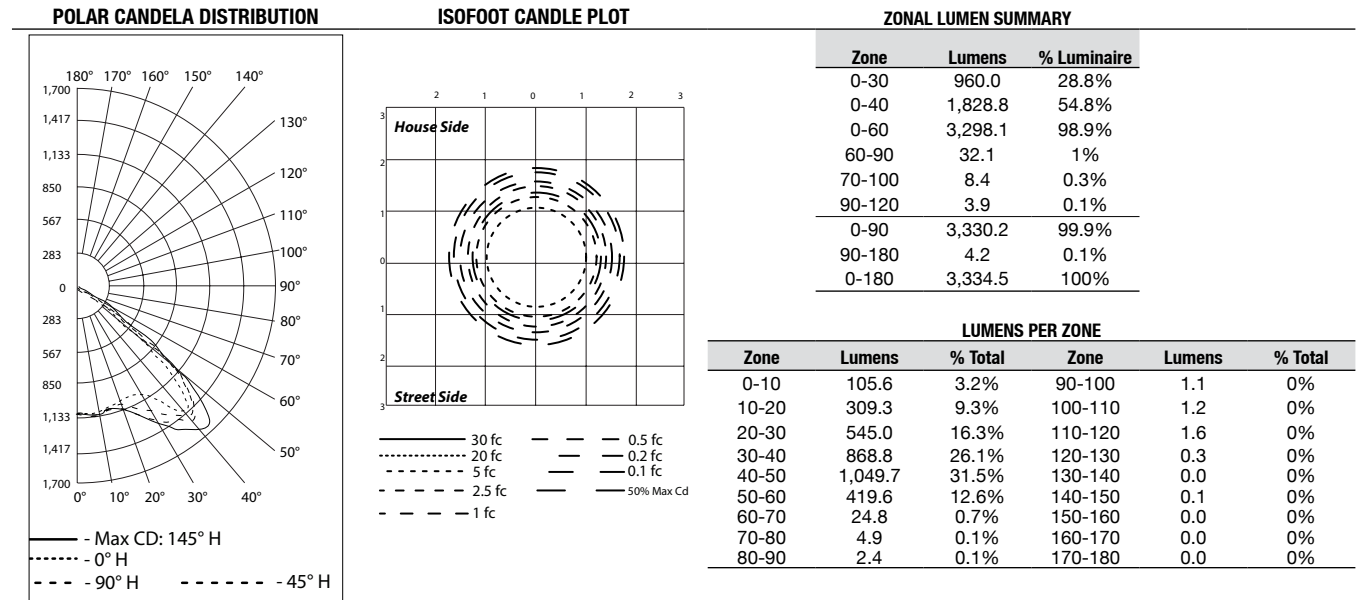 POLAR CANDELA DISTRIBUTION
180° 170° 160° 150° 140°
1,700
1,417
1,133
850
567
283
0
283
567
850
1,133
1,417
1,700
130°
120°
110°
100°
90°
80°
70°
60°
50°
0° 10° 20° 30° 40°
- Max CD: 145° H
- 0° H
- 90° H - 45° H
ISOFOOT CANDLE PLOT
2 1 0 1 2 3
3
2
1
0
1
2
3
House Side
Street Side
30 fc 0.5 fc
20 fc 0.2 fc
5 fc 0.1 fc
2.5 fc 50% Max Cd
1 fc
ZONAL LUMEN SUMMARY
Zone Lumens % Luminaire
0-30 960.0 28.8%
0-40 1,828.8 54.8%
0-60 3,298.1 98.9%
60-90 32.1 1%
70-100 8.4 0.3%
90-120 3.9 0.1%
0-90 3,330.2 99.9%
90-180 4.2 0.1%
0-180 3,334.5 100%
LUMENS PER ZONE
Zone Lumens % Total Zone Lumens % Total
0-10 105.6 3.2% 90-100 1.1 0%
10-20 309.3 9.3% 100-110 1.2 0%
20-30 545.0 16.3% 110-120 1.6 0%
30-40 868.8 26.1% 120-130 0.3 0%
40-50 1,049.7 31.5% 130-140 0.0 0%
50-60 419.6 12.6% 140-150 0.1 0%
60-70 24.8 0.7% 150-160 0.0 0%
70-80 4.9 0.1% 160-170 0.0 0%
80-90 2.4 0.1% 170-180 0.0 0%